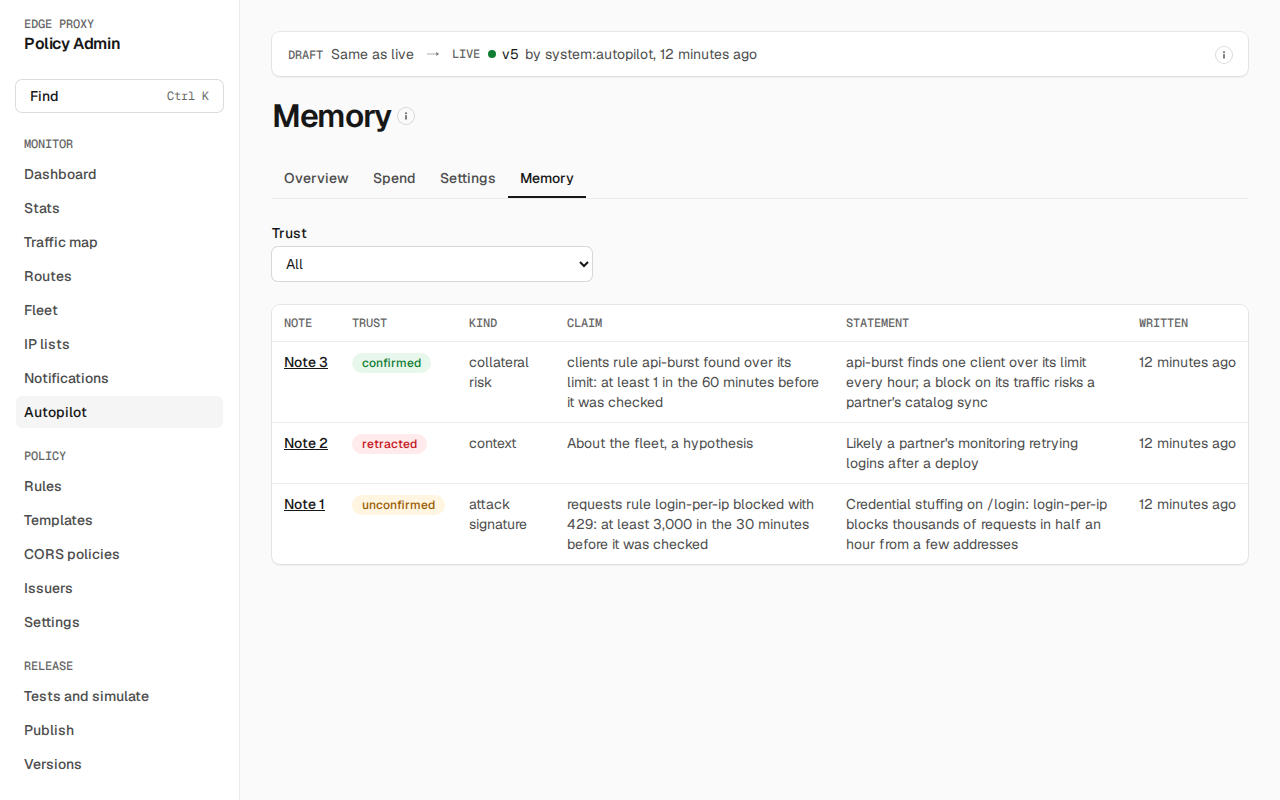 EDGE PROXY
Policy Admin
Find Ctrl K
MONITOR
Dashboard
Stats
Traffic map
Routes
Fleet
IP lists
Notifications
Autopilot
POLICY
Rules
Templates
CORS policies
Issuers
Settings
RELEASE
Tests and simulate
Publish
Versions
DRAFT Same as live → LIVE v5 by system:autopilot, 12 minutes ago i
Memory i
Overview Spend Settings Memory
Trust
All
NOTE TRUST KIND CLAIM STATEMENT WRITTEN
Note 3 confirmed collateral clients rule api-burst found over its api-burst finds one client over its limit 12 minutes ago
risk limit: at least 1 in the 60 minutes before every hour; a block on its traffic risks a
it was checked partner's catalog sync
Note 2 retracted context About the fleet, a hypothesis Likely a partner's monitoring retrying 12 minutes ago
logins after a deploy
Note 1 unconfirmed attack requests rule login-per-ip blocked with Credential stuffing on /login: login-per-ip 12 minutes ago
signature 429: at least 3,000 in the 30 minutes blocks thousands of requests in half an
before it was checked hour from a few addresses